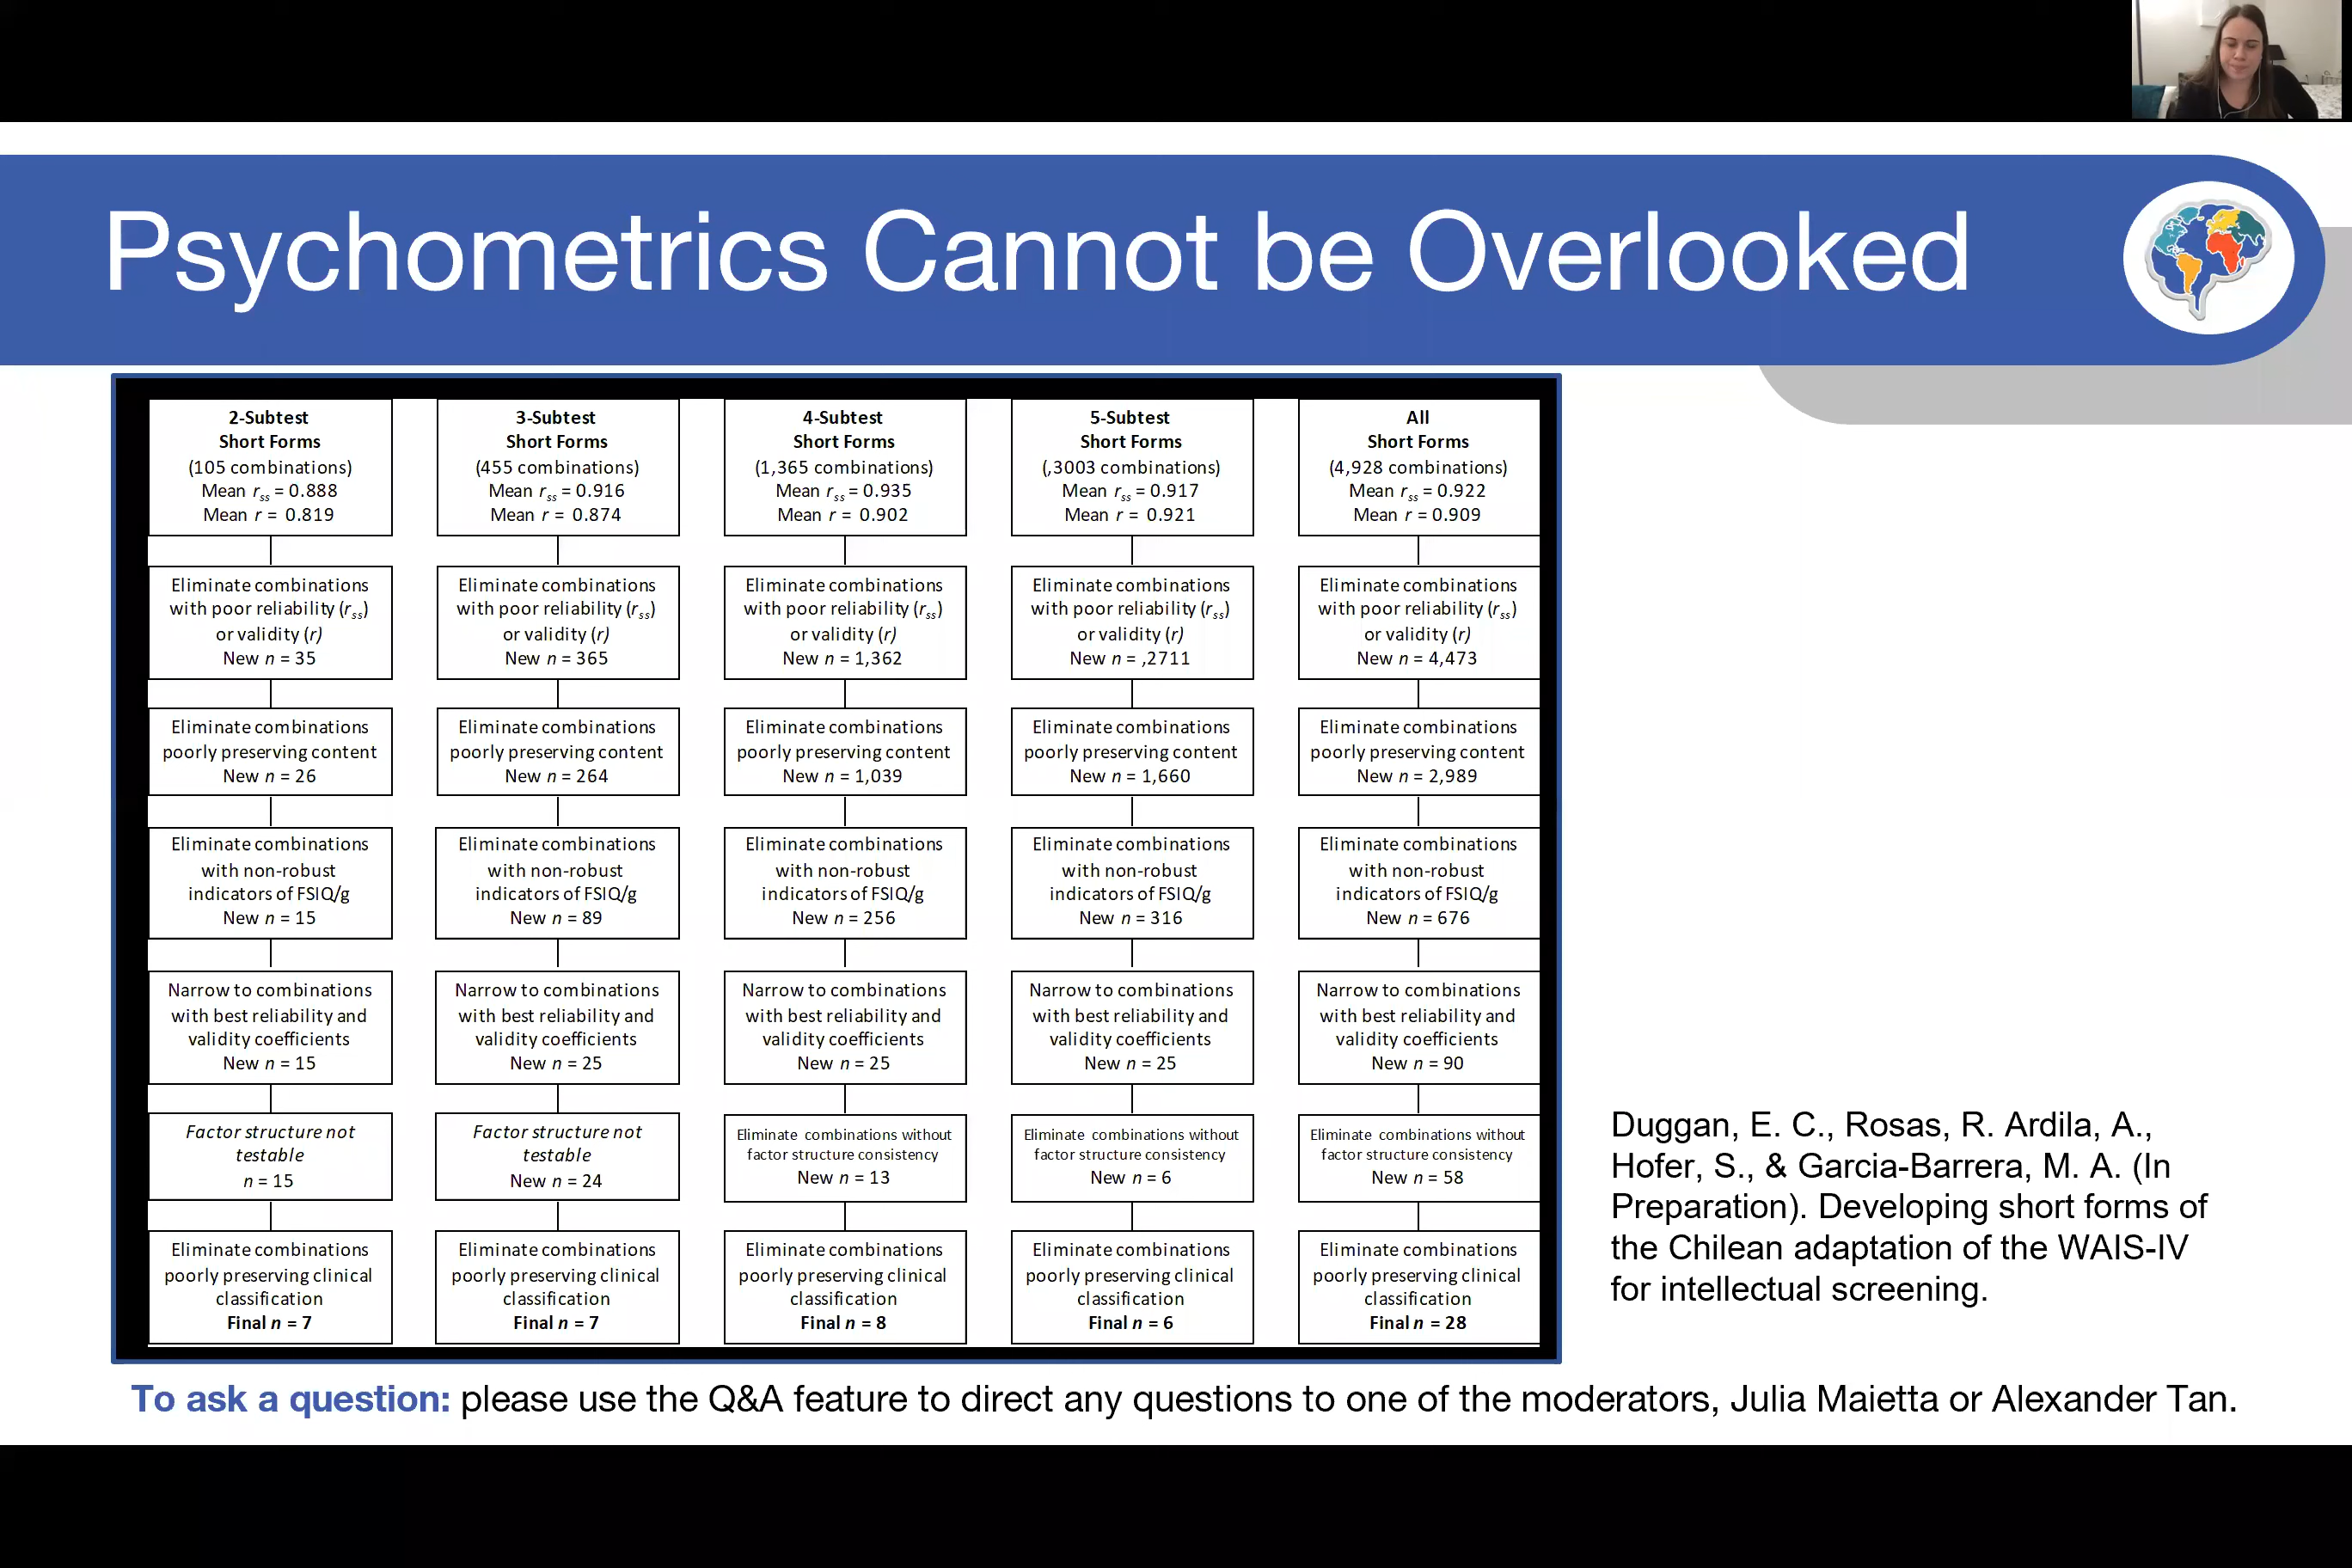 Psychometrics Cannot be Overlooked
2-Subtest
Short Forms
(105 combinations)
Mean rss = 0.888
Mean r = 0.819
Eliminate combinations
with poor reliability (rss)
or validity (r)
New n = 35
Eliminate combinations
poorly preserving content
New n = 26
Eliminate combinations
with non-robust
indicators of FSIQ/g
New n = 15
Narrow to combinations
with best reliability and
validity coefficients
New n = 15
Factor structure not
testable
n = 15
Eliminate combinations
poorly preserving clinical
classification
Final n = 7
3-Subtest
Short Forms
(455 combinations)
Mean rss = 0.916
Mean r = 0.874
Eliminate combinations
with poor reliability (rss)
or validity (r)
New n = 365
Eliminate combinations
poorly preserving content
New n = 264
Eliminate combinations
with non-robust
indicators of FSIQ/g
New n = 89
Narrow to combinations
with best reliability and
validity coefficients
New n = 25
Factor structure not
testable
New n = 24
Eliminate combinations
poorly preserving clinical
classification
Final n = 7
4-Subtest
Short Forms
(1,365 combinations)
Mean rss = 0.935
Mean r = 0.902
Eliminate combinations
with poor reliability (rss)
or validity (r)
New n = 1,362
Eliminate combinations
poorly preserving content
New n = 1,039
Eliminate combinations
with non-robust
indicators of FSIQ/g
New n = 256
Narrow to combinations
with best reliability and
validity coefficients
New n = 25
Eliminate combinations without
factor structure consistency
New n = 13
Eliminate combinations
poorly preserving clinical
classification
Final n = 8
5-Subtest
Short Forms
(,3003 combinations)
Mean rss = 0.917
Mean r = 0.921
Eliminate combinations
with poor reliability (rss)
or validity (r)
New n = ,2711
Eliminate combinations
poorly preserving content
New n = 1,660
Eliminate combinations
with non-robust
indicators of FSIQ/g
New n = 316
Narrow to combinations
with best reliability and
validity coefficients
New n = 25
Eliminate combinations without
factor structure consistency
New n = 6
Eliminate combinations
poorly preserving clinical
classification
Final n = 6
All
Short Forms
(4,928 combinations)
Mean rss = 0.922
Mean r = 0.909
Eliminate combinations
with poor reliability (rss)
or validity (r)
New n = 4,473
Eliminate combinations
poorly preserving content
New n = 2,989
Eliminate combinations
with non-robust
indicators of FSIQ/g
New n = 676
Narrow to combinations
with best reliability and
validity coefficients
New n = 90
Eliminate combinations without
factor structure consistency
New n = 58
Eliminate combinations
poorly preserving clinical
classification
Final n = 28
Duggan, E. C., Rosas, R. Ardila, A.,
Hofer, S., & Garcia-Barrera, M. A. (In
Preparation). Developing short forms of
the Chilean adaptation of the WAIS-IV
for intellectual screening.
To ask a question: please use the Q&A feature to direct any questions to one of the moderators, Julia Maietta or Alexander Tan.